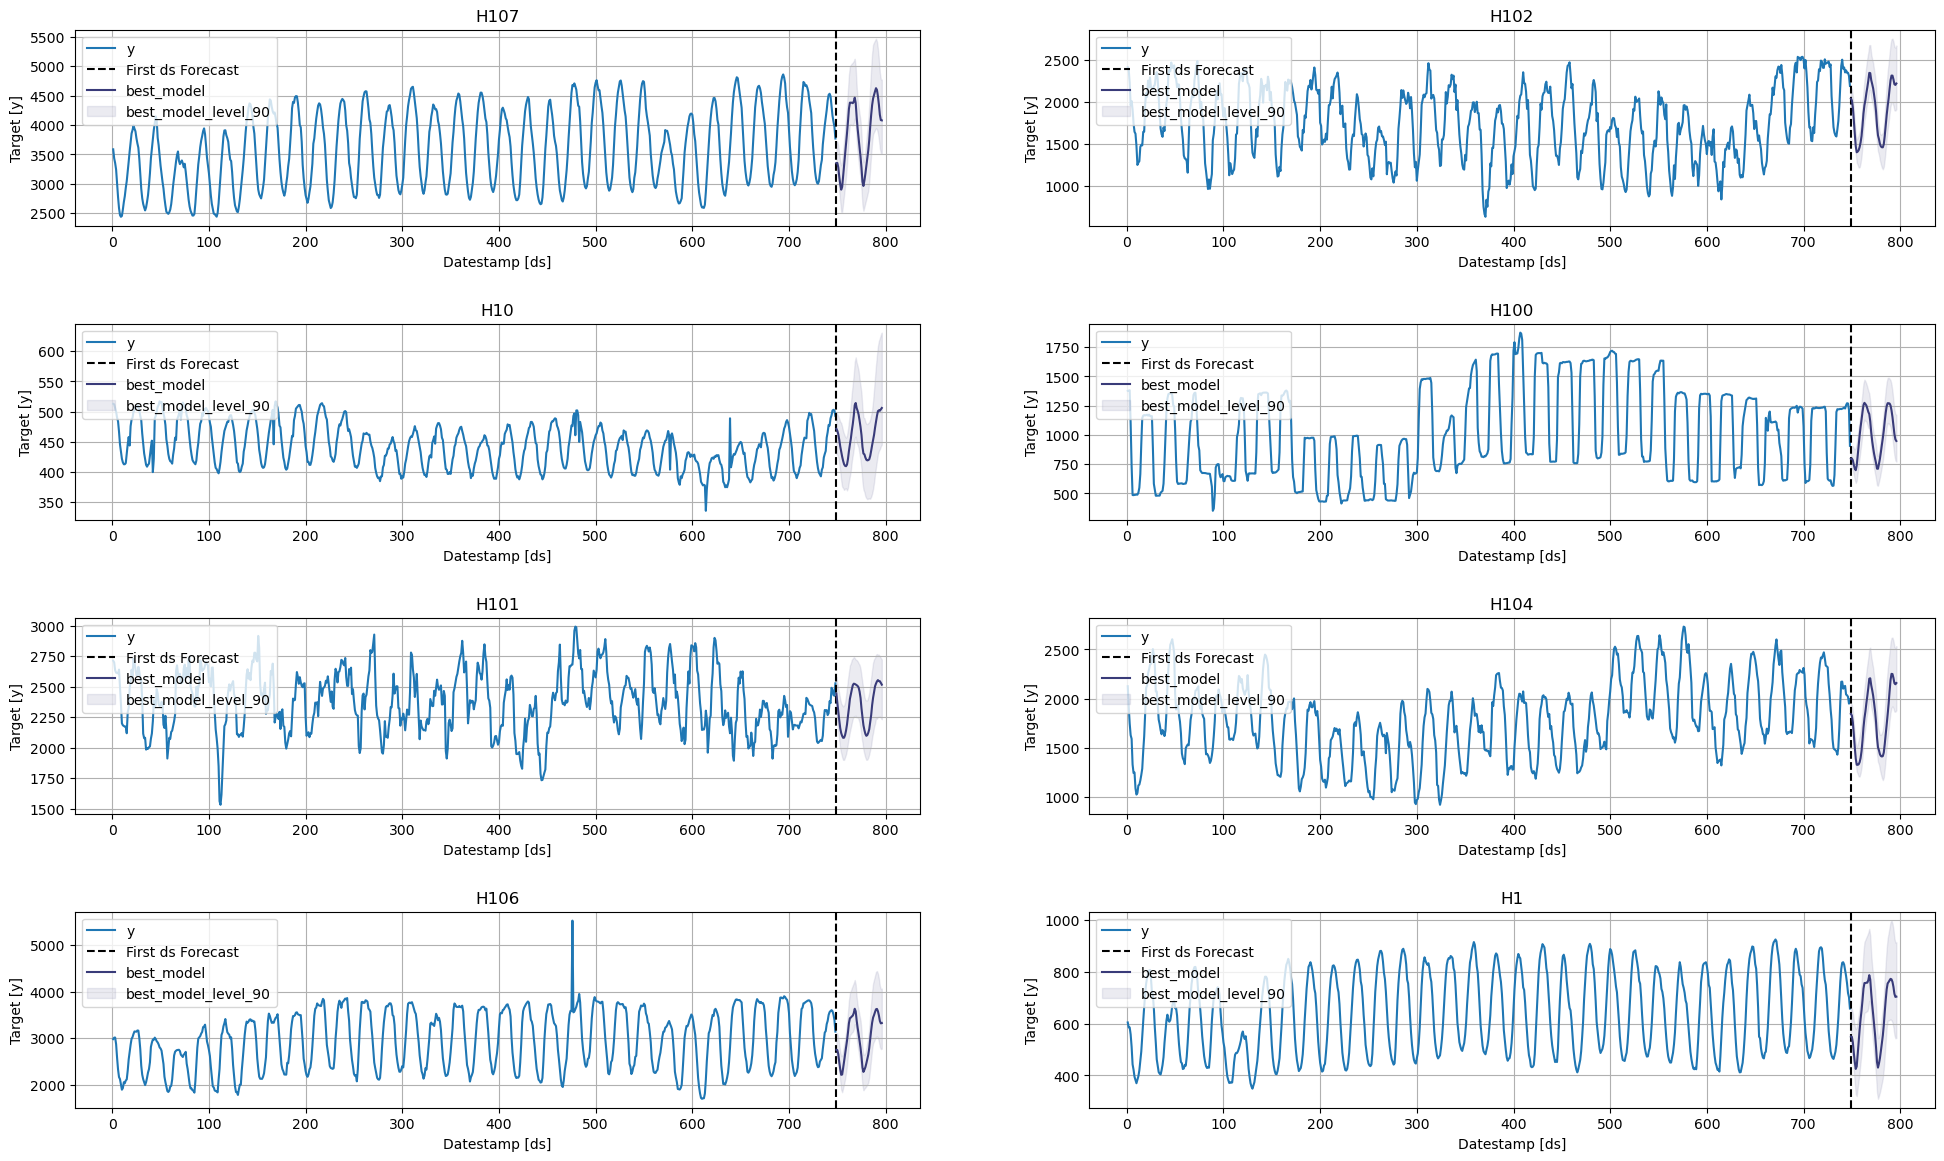 H107
Target [y]
5500
5000
4500
4000
3500
3000
2500
y
First ds Forecast
best_model
best_model_level_90
0 100 200 300 400 500 600 700 800
Datestamp [ds]
H102
Target [y]
2500
2000
1500
1000
y
First ds Forecast
best_model
best_model_level_90
0 100 200 300 400 500 600 700 800
Datestamp [ds]
H10
Target [y]
600
550
500
450
400
350
y
First ds Forecast
best_model
best_model_level_90
0 100 200 300 400 500 600 700 800
Datestamp [ds]
H100
Target [y]
1750
1500
1250
1000
750
500
y
First ds Forecast
best_model
best_model_level_90
0 100 200 300 400 500 600 700 800
Datestamp [ds]
H101
Target [y]
3000
2750
2500
2250
2000
1750
1500
y
First ds Forecast
best_model
best_model_level_90
0 100 200 300 400 500 600 700 800
Datestamp [ds]
H104
Target [y]
2500
2000
1500
1000
y
First ds Forecast
best_model
best_model_level_90
0 100 200 300 400 500 600 700 800
Datestamp [ds]
H106
Target [y]
5000
4000
3000
2000
y
First ds Forecast
best_model
best_model_level_90
0 100 200 300 400 500 600 700 800
Datestamp [ds]
H1
Target [y]
1000
800
600
400
y
First ds Forecast
best_model
best_model_level_90
0 100 200 300 400 500 600 700 800
Datestamp [ds]